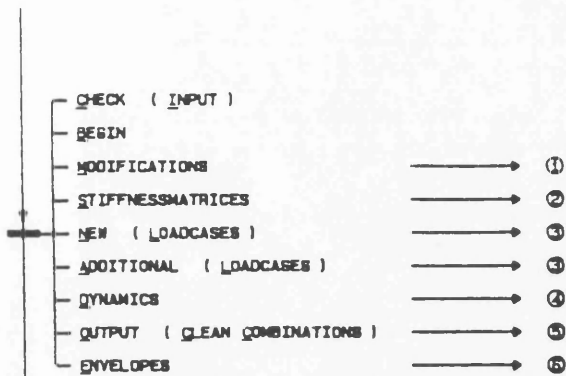 CHECK ( INPUT )
BEGIN
MODIFICATIONS ①
STIFFNESSMATRICES ②
NEW ( LOADCASES ) ③
ADDITIONAL ( LOADCASES ) ③
DYNAMICS ④
OUTPUT ( CLEAN COMBINATIONS ) ⑤
ENVELOPES ⑥